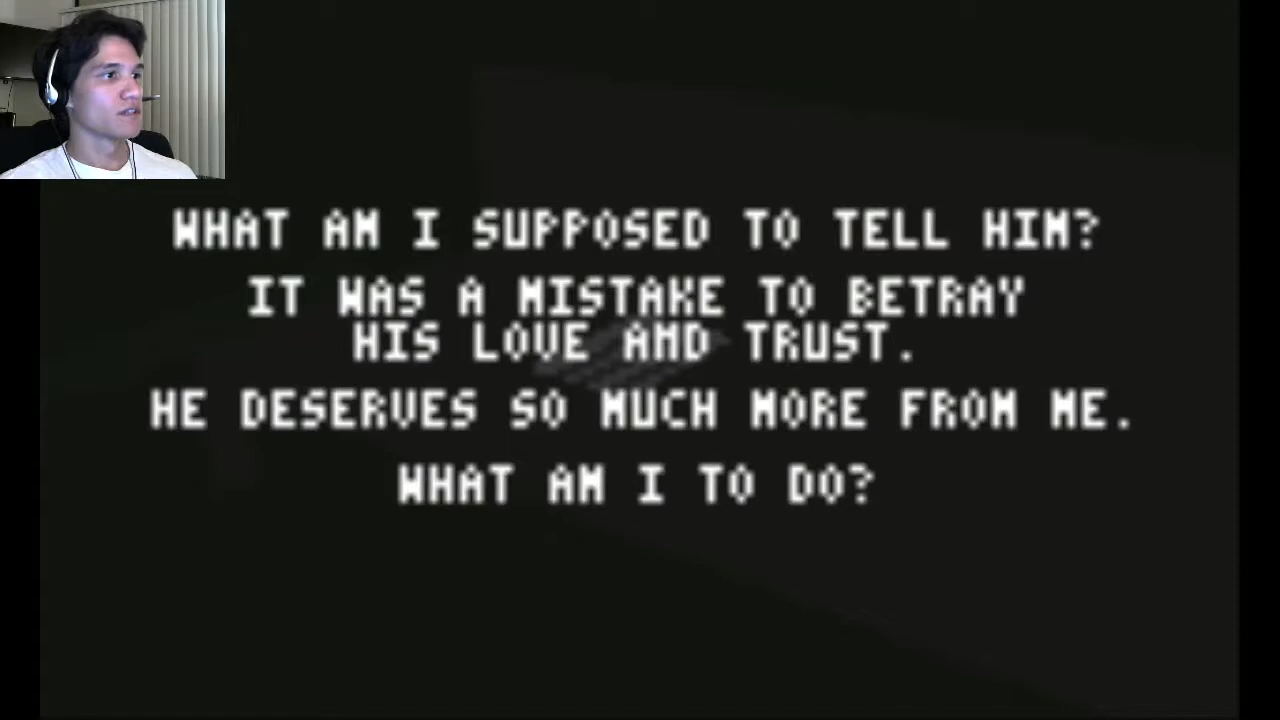 WHAT AM I SUPPOSED TO TELL HIM?
IT WAS A MISTAKE TO BETRAY
HIS LOVE AND TRUST.
HE DESERVES SO MUCH MORE FROM ME.
WHAT AM I TO DO?